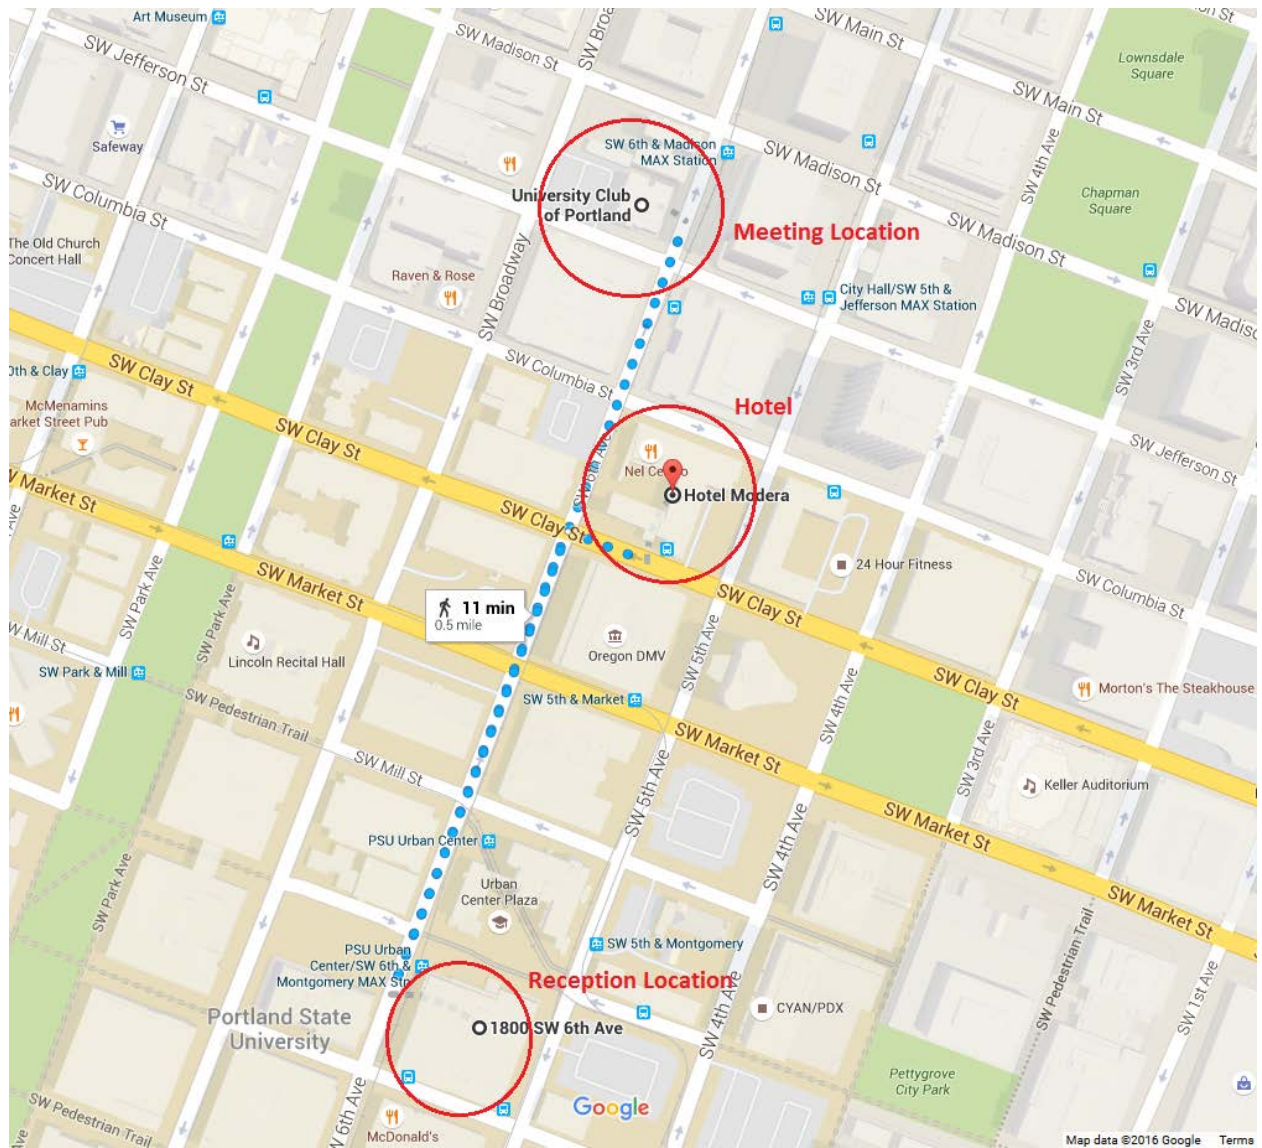 Art Museum
SW Madison St
SW Broa
SW Main St
Lownsdale
Square
SW Jefferson St
SW Main St
Safeway
SW 6th & Madison
MAX Station
SW Madison St
SW 4th Ave
University Club
of Portland
Chapman
Square
SW Columbia St
Meeting Location
SW Madison St
The Old Church
Concert Hall
SW Broadway
Raven & Rose
City Hall/SW 5th &
Jefferson MAX Station
SW Madis
SW 3rd Ave
SW Clay St
SW Columbia St
0th & Clay
McMenamins
arket Street Pub
Hotel
SW Clay St
SW 6th Ave
SW Jefferson St
Nel Ce
Hotel Modera
W Market St
SW Clay St
24 Hour Fitness
SW Park Ave
SW Park Ave
SW Market St
SW Clay St
SW Columbia St
11 min
0.5 mile
W Mill St
Lincoln Recital Hall
Oregon DMV
SW 5th Ave
SW Park & Mill
SW 5th & Market
SW Clay St
Morton's The Steakhouse
SW Pedestrian Trail
SW 4th Ave
SW Market St
SW Mill St
SW 3rd Ave
Keller Auditorium
SW 5th Ave
SW Market St
PSU Urban Center
SW 4th Ave
Urban
Center Plaza
SW Park Ave
SW Market St
PSU Urban
Center/SW 6th &
Montgomery MAX Stn
SW 5th & Montgomery
Reception Location
SW 4th Ave
SW Pedestrian Trail
SW 1st Ave
CYAN/PDX
Portland State
University
1800 SW 6th Ave
Pettygrove
City Park
SW Pedestrian Trail
W 6th Ave
McDonald's
Google
Map data ©2016 Google
Terms